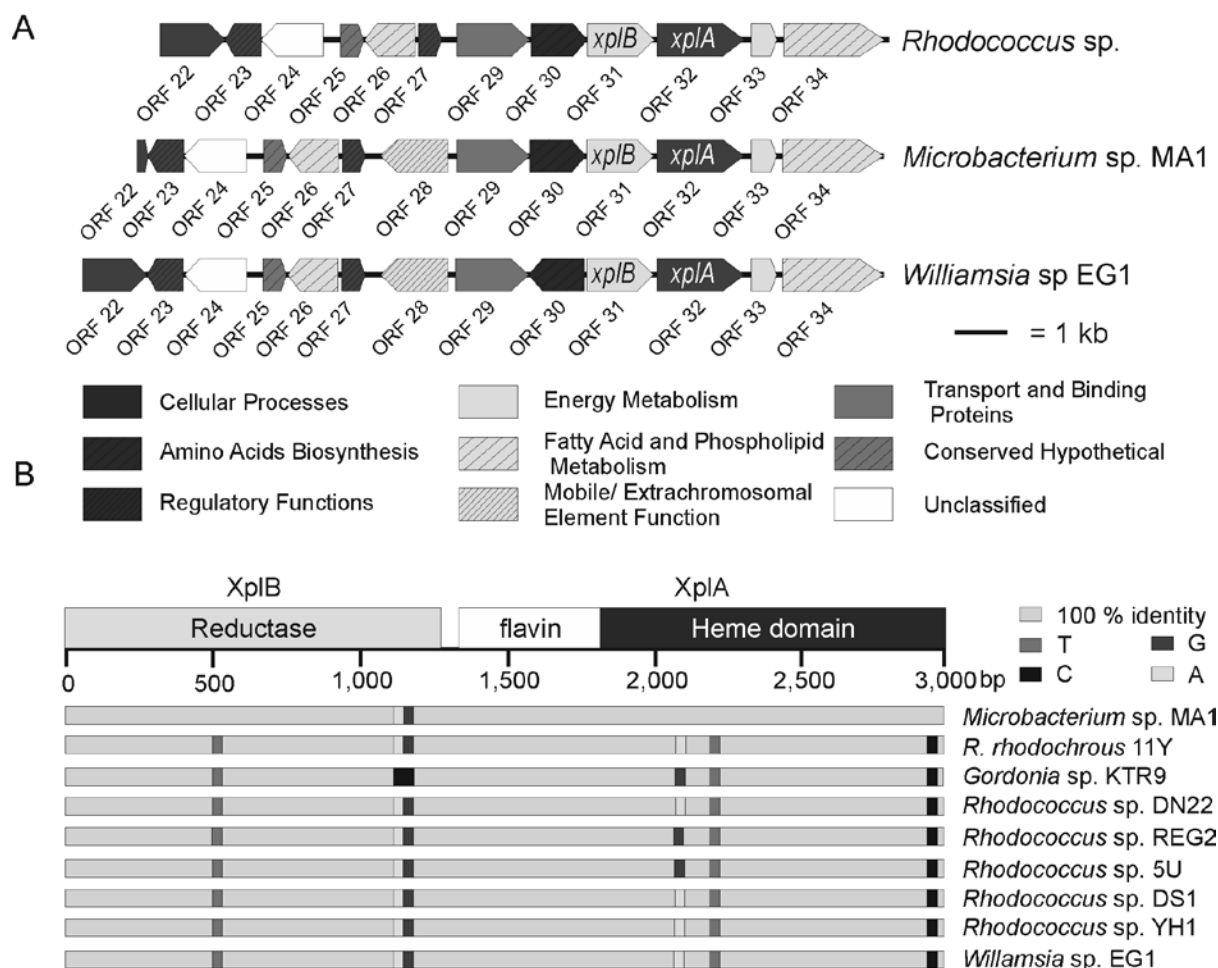 A
xplB xplA
Rhodococcus sp.
ORF 22 ORF 23 ORF 24 ORF 25 ORF 26 ORF 27 ORF 29 ORF 30 ORF 31 ORF 32 ORF 33 ORF 34
xplB xplA
Microbacterium sp. MA1
ORF 22 ORF 23 ORF 24 ORF 25 ORF 26 ORF 27 ORF 28 ORF 29 ORF 30 ORF 31 ORF 32 ORF 33 ORF 34
xplB xplA
Williamsia sp EG1
ORF 22 ORF 23 ORF 24 ORF 25 ORF 26 ORF 27 ORF 28 ORF 29 ORF 30 ORF 31 ORF 32 ORF 33 ORF 34
= 1 kb
Cellular Processes
Amino Acids Biosynthesis
Regulatory Functions
Energy Metabolism
Fatty Acid and Phospholipid
Metabolism
Mobile/ Extrachromosomal
Element Function
Transport and Binding
Proteins
Conserved Hypothetical
Unclassified
B
XplB XplA
Reductase flavin Heme domain
0 500 1,000 1,500 2,000 2,500 3,000 bp
100 % identity
T G
C A
Microbacterium sp. MA1
R. rhodochrous 11Y
Gordonia sp. KTR9
Rhodococcus sp. DN22
Rhodococcus sp. REG2
Rhodococcus sp. 5U
Rhodococcus sp. DS1
Rhodococcus sp. YH1
Willamsia sp. EG1